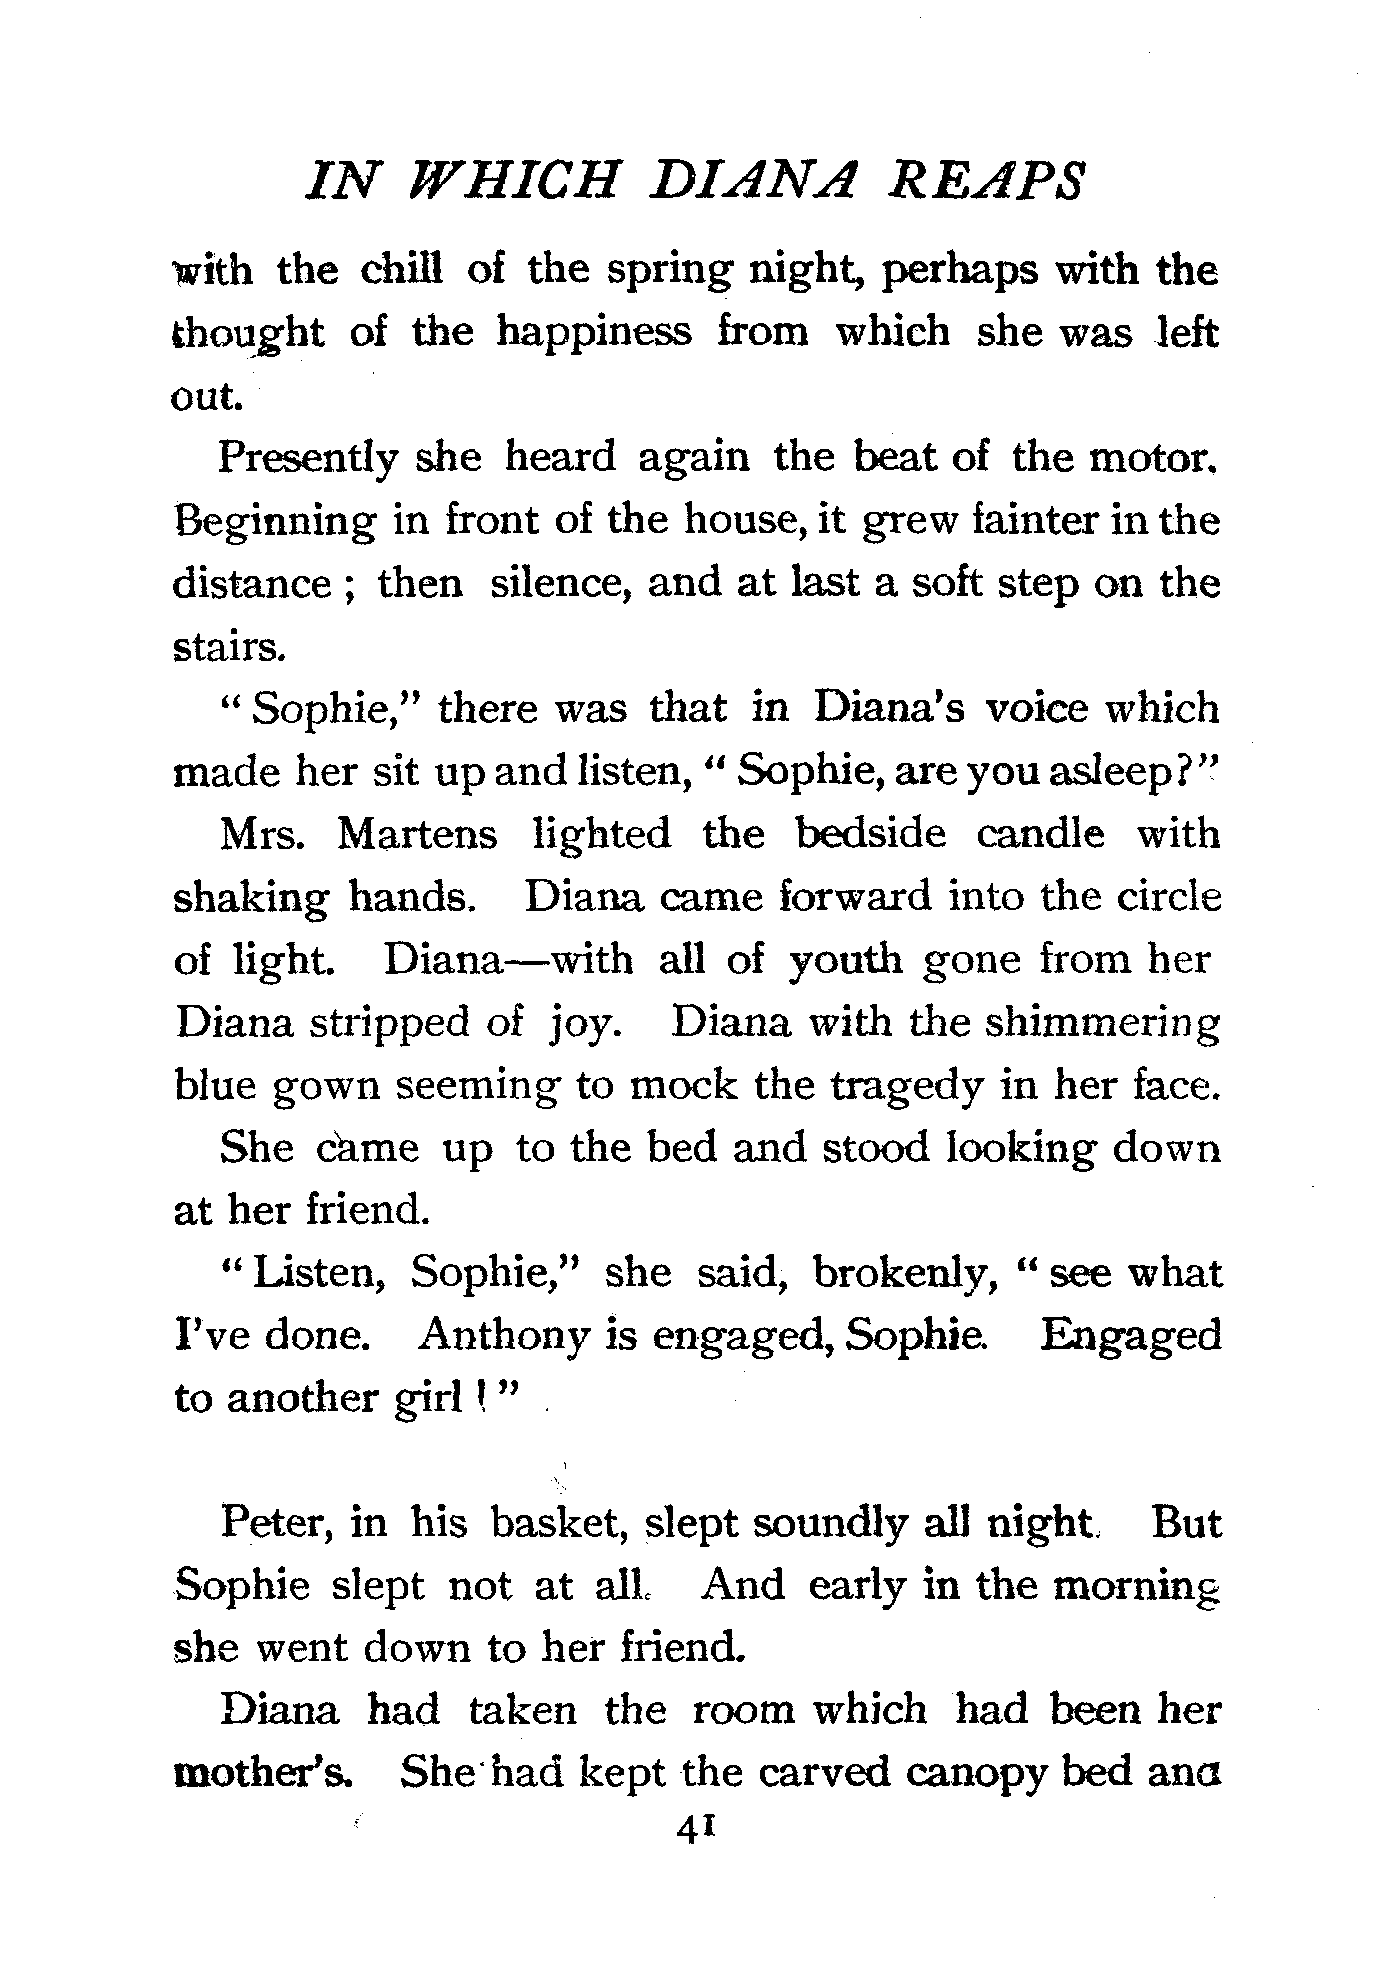 IN WHICH DIANA REAPS
with the chill of the spring night, perhaps with the
thought of the happiness from which she was left
out.
Presently she heard again the beat of the motor.
Beginning in front of the house, it grew fainter in the
distance ; then silence, and at last a soft step on the
stairs.
" Sophie," there was that in Diana's voice which
made her sit up and listen, " Sophie, are you asleep?"
Mrs. Martens lighted the bedside candle with
shaking hands. Diana came forward into the circle
of light. Diana—with all of youth gone from her
Diana stripped of joy. Diana with the shimmering
blue gown seeming to mock the tragedy in her face.
She came up to the bed and stood looking down
at her friend.
" Listen, Sophie," she said, brokenly, " see what
I've done. Anthony is engaged, Sophie. Engaged
to another girl ! "
Peter, in his basket, slept soundly all night. But
Sophie slept not at all. And early in the morning
she went down to her friend.
Diana had taken the room which had been her
mother's. She had kept the carved canopy bed and
41